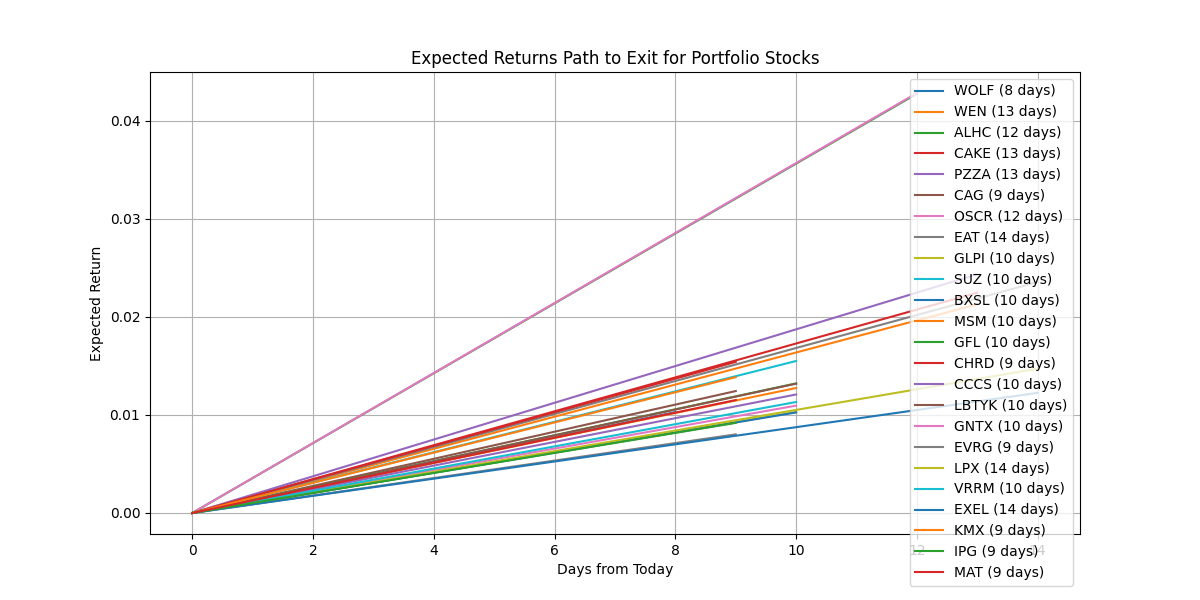 Expected Returns Path to Exit for Portfolio Stocks
Expected Return
0.04
0.03
0.02
0.01
0.00
0 2 4 6 8 10 12 14
Days from Today
WOLF (8 days)
WEN (13 days)
ALHC (12 days)
CAKE (13 days)
PZZA (13 days)
CAG (9 days)
OSCR (12 days)
EAT (14 days)
GLPI (10 days)
SUZ (10 days)
BXSL (10 days)
MSM (10 days)
GFL (10 days)
CHRD (9 days)
CCCS (10 days)
LBTYK (10 days)
GNTX (10 days)
EVRG (9 days)
LPX (14 days)
VRRM (10 days)
EXEL (14 days)
KMX (9 days)
IPG (9 days)
MAT (9 days)